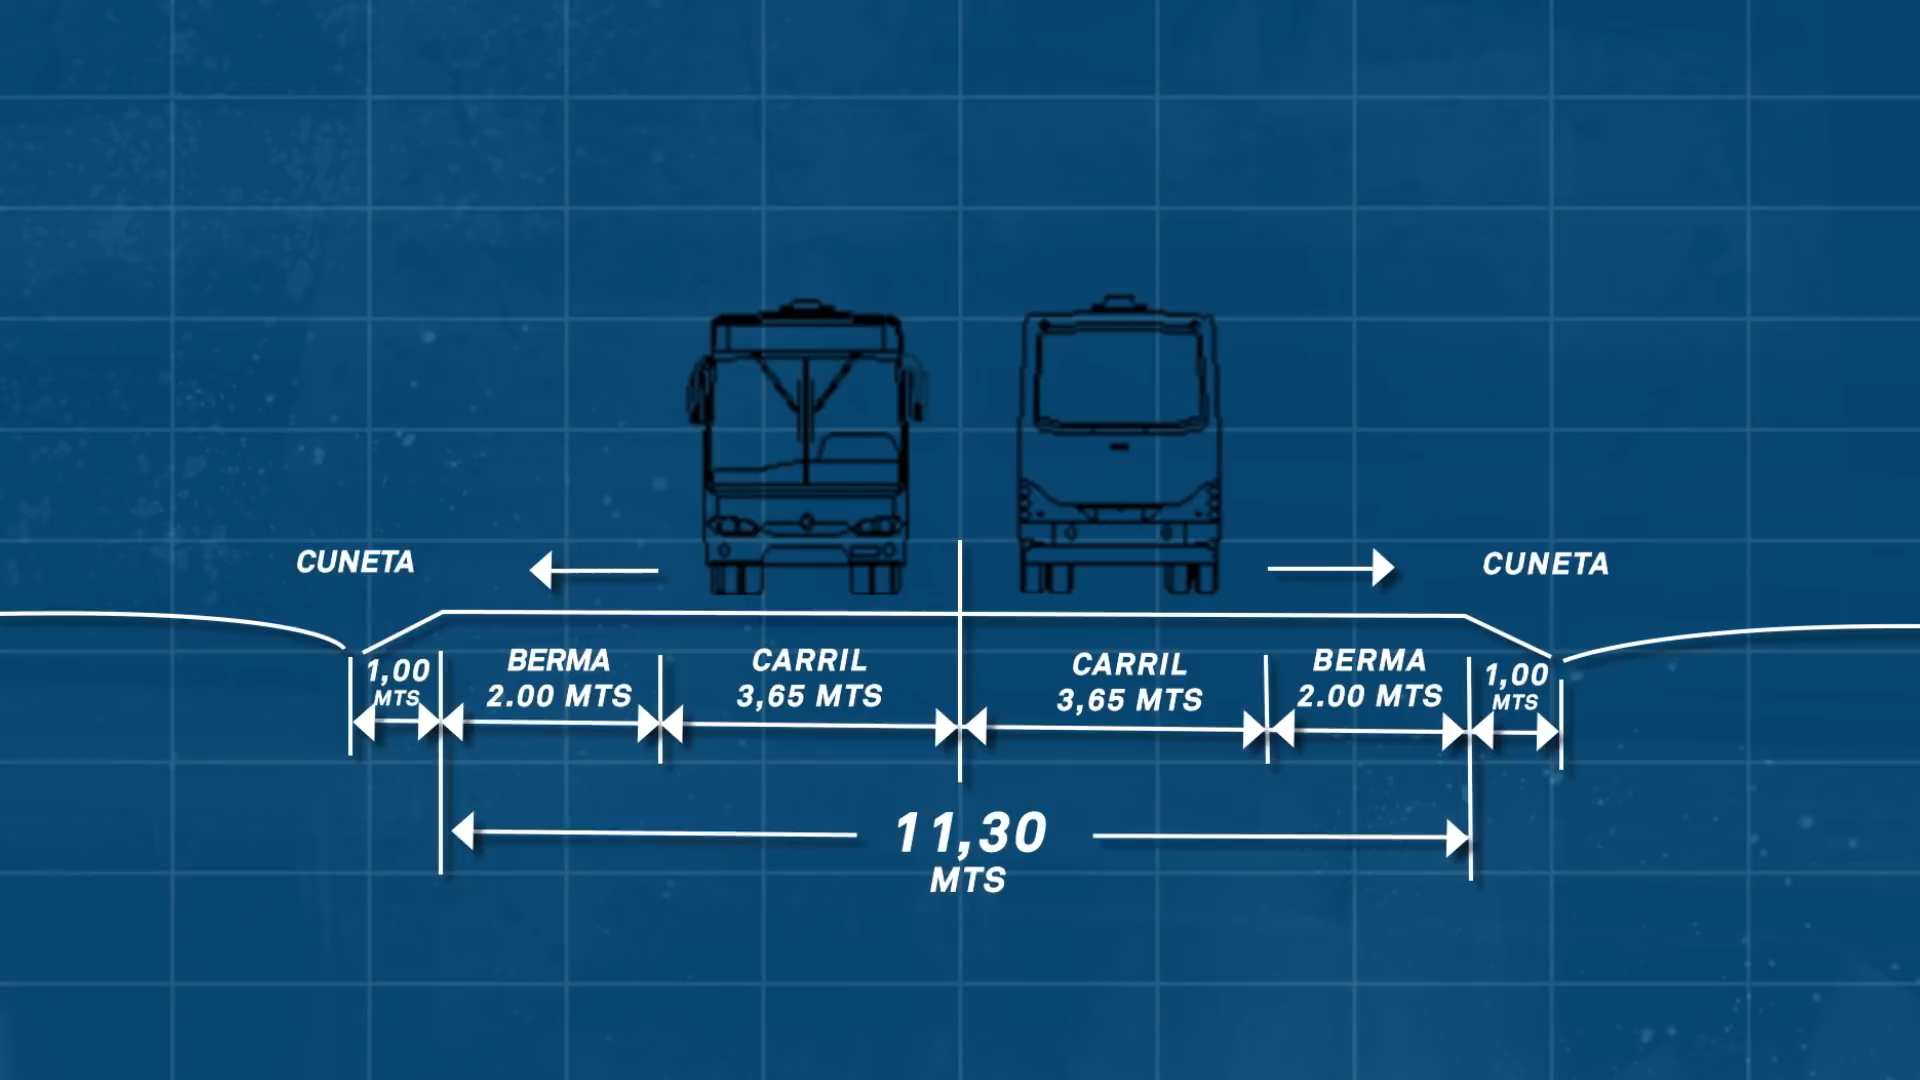 CUNETA
CUNETA
1,00
MTS
BERMA
2.00 MTS
CARRIL
3,65 MTS
CARRIL
3,65 MTS
BERMA
2.00 MTS
1,00
MTS
11,30
MTS